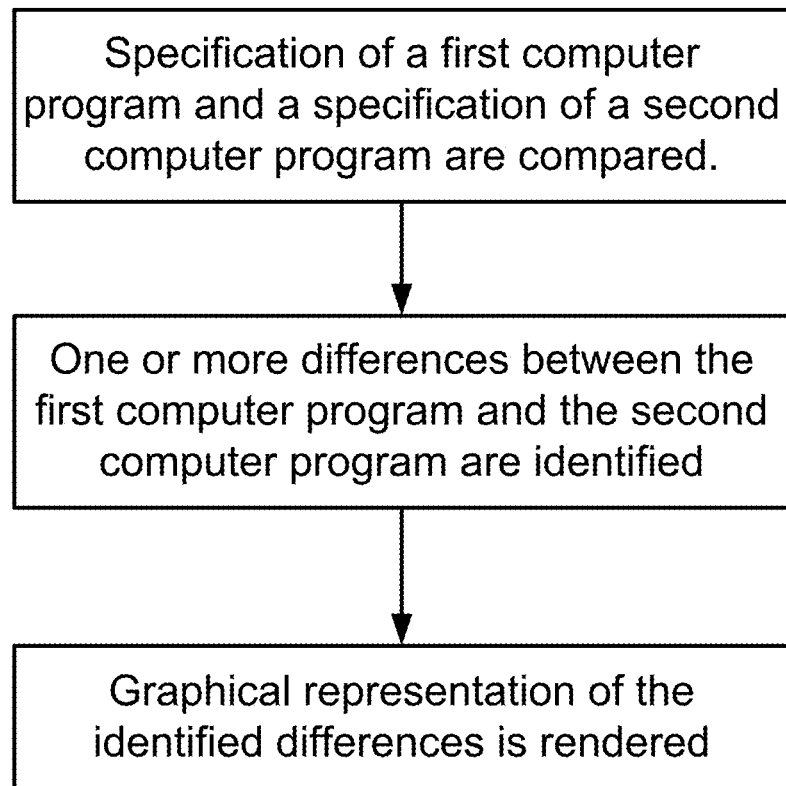 Specification of a first computer
program and a specification of a second
computer program are compared.
One or more differences between the
first computer program and the second
computer program are identified
Graphical representation of the
identified differences is rendered